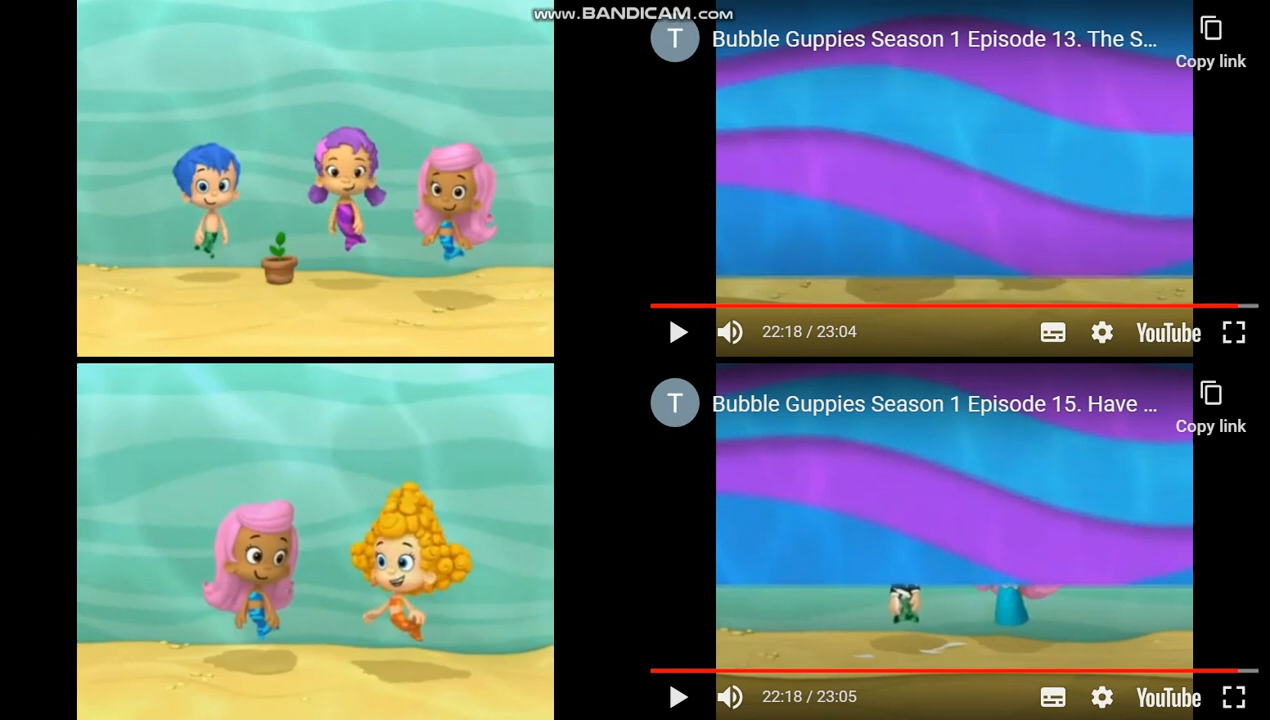 www.BANDICAM.com
T
Bubble Guppies Season 1 Episode 13. The S...
Copy link
22:18 / 23:04
YouTube
T
Bubble Guppies Season 1 Episode 15. Have ...
Copy link
22:18 / 23:05
YouTube